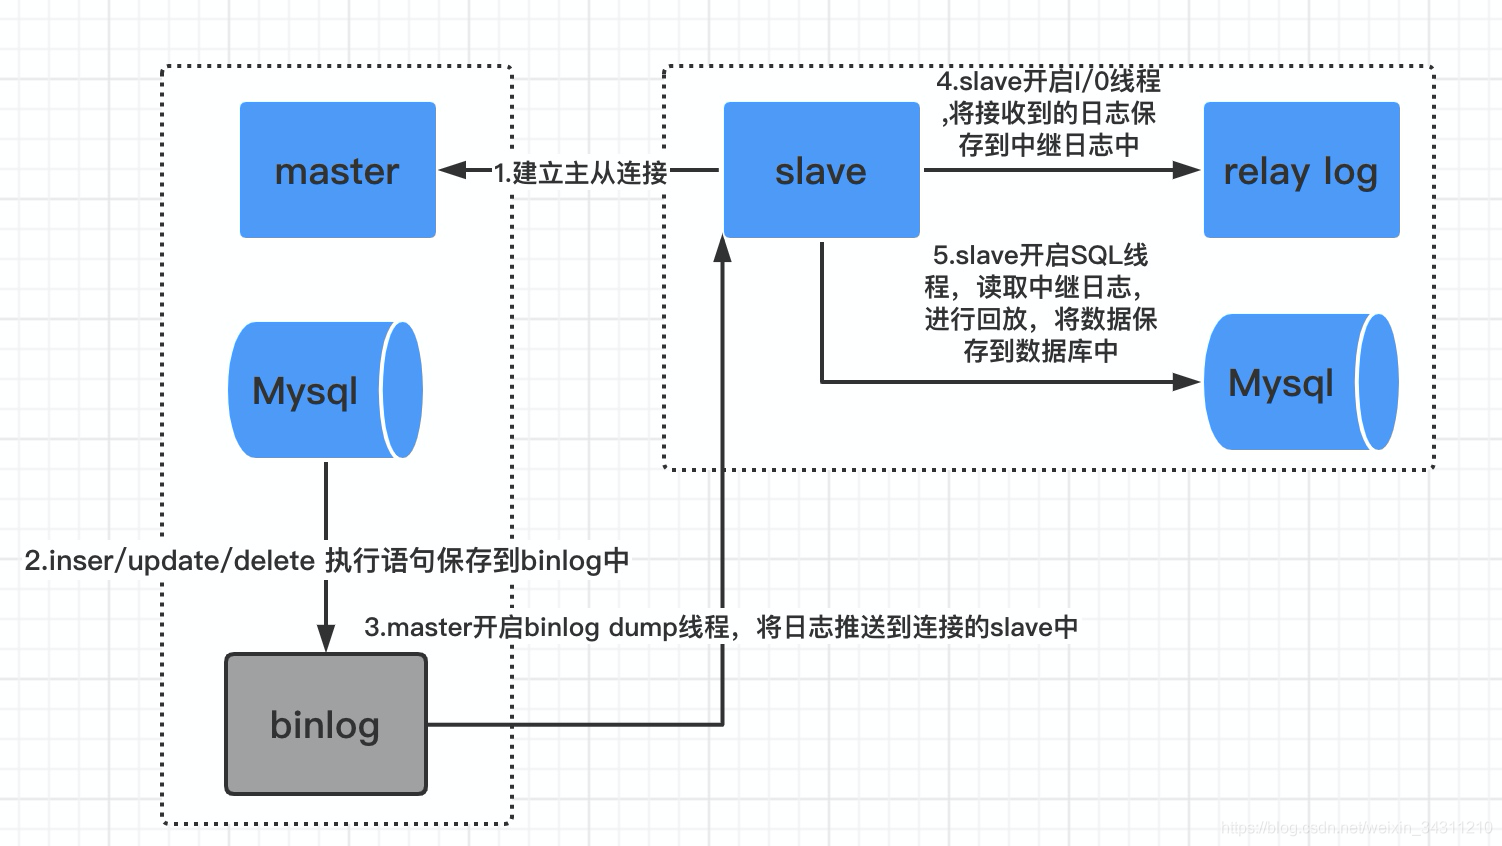 master
1.建立主从连接
slave
4.slave开启I/0线程
,将接收到的日志保
存到中继日志中
relay log
5.slave开启SQL线
程，读取中继日志，
进行回放，将数据保
存到数据库中
Mysql
Mysql
2.inser/update/delete 执行语句保存到binlog中
3.master开启binlog dump线程，将日志推送到连接的slave中
binlog
https://blog.csdn.net/weixin_34311210